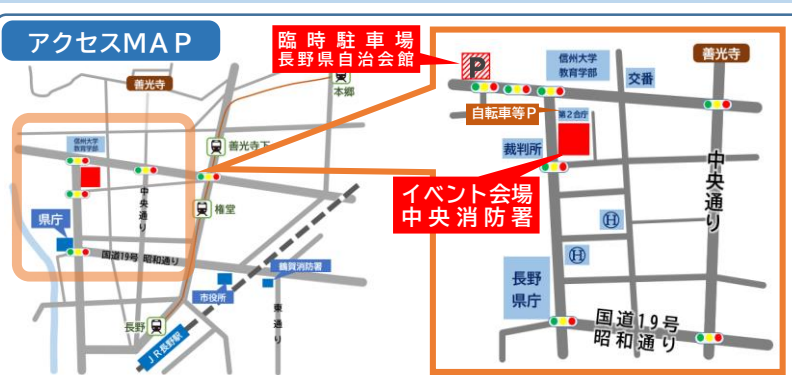 アクセスMAP
臨時駐車場
長野県自治会館
善光寺
本郷
信州大学
教育学部
善光寺下
中央通り
権堂
県庁
国道19号 昭和通り
鶴賀消防署
市役所
東通り
長野
JR長野駅
P
信州大学
教育学部
交番
善光寺
自転車等P
第2合庁
裁判所
イベント会場
中央消防署
中央通り
H
H
長野
県庁
国道19号
昭和通り